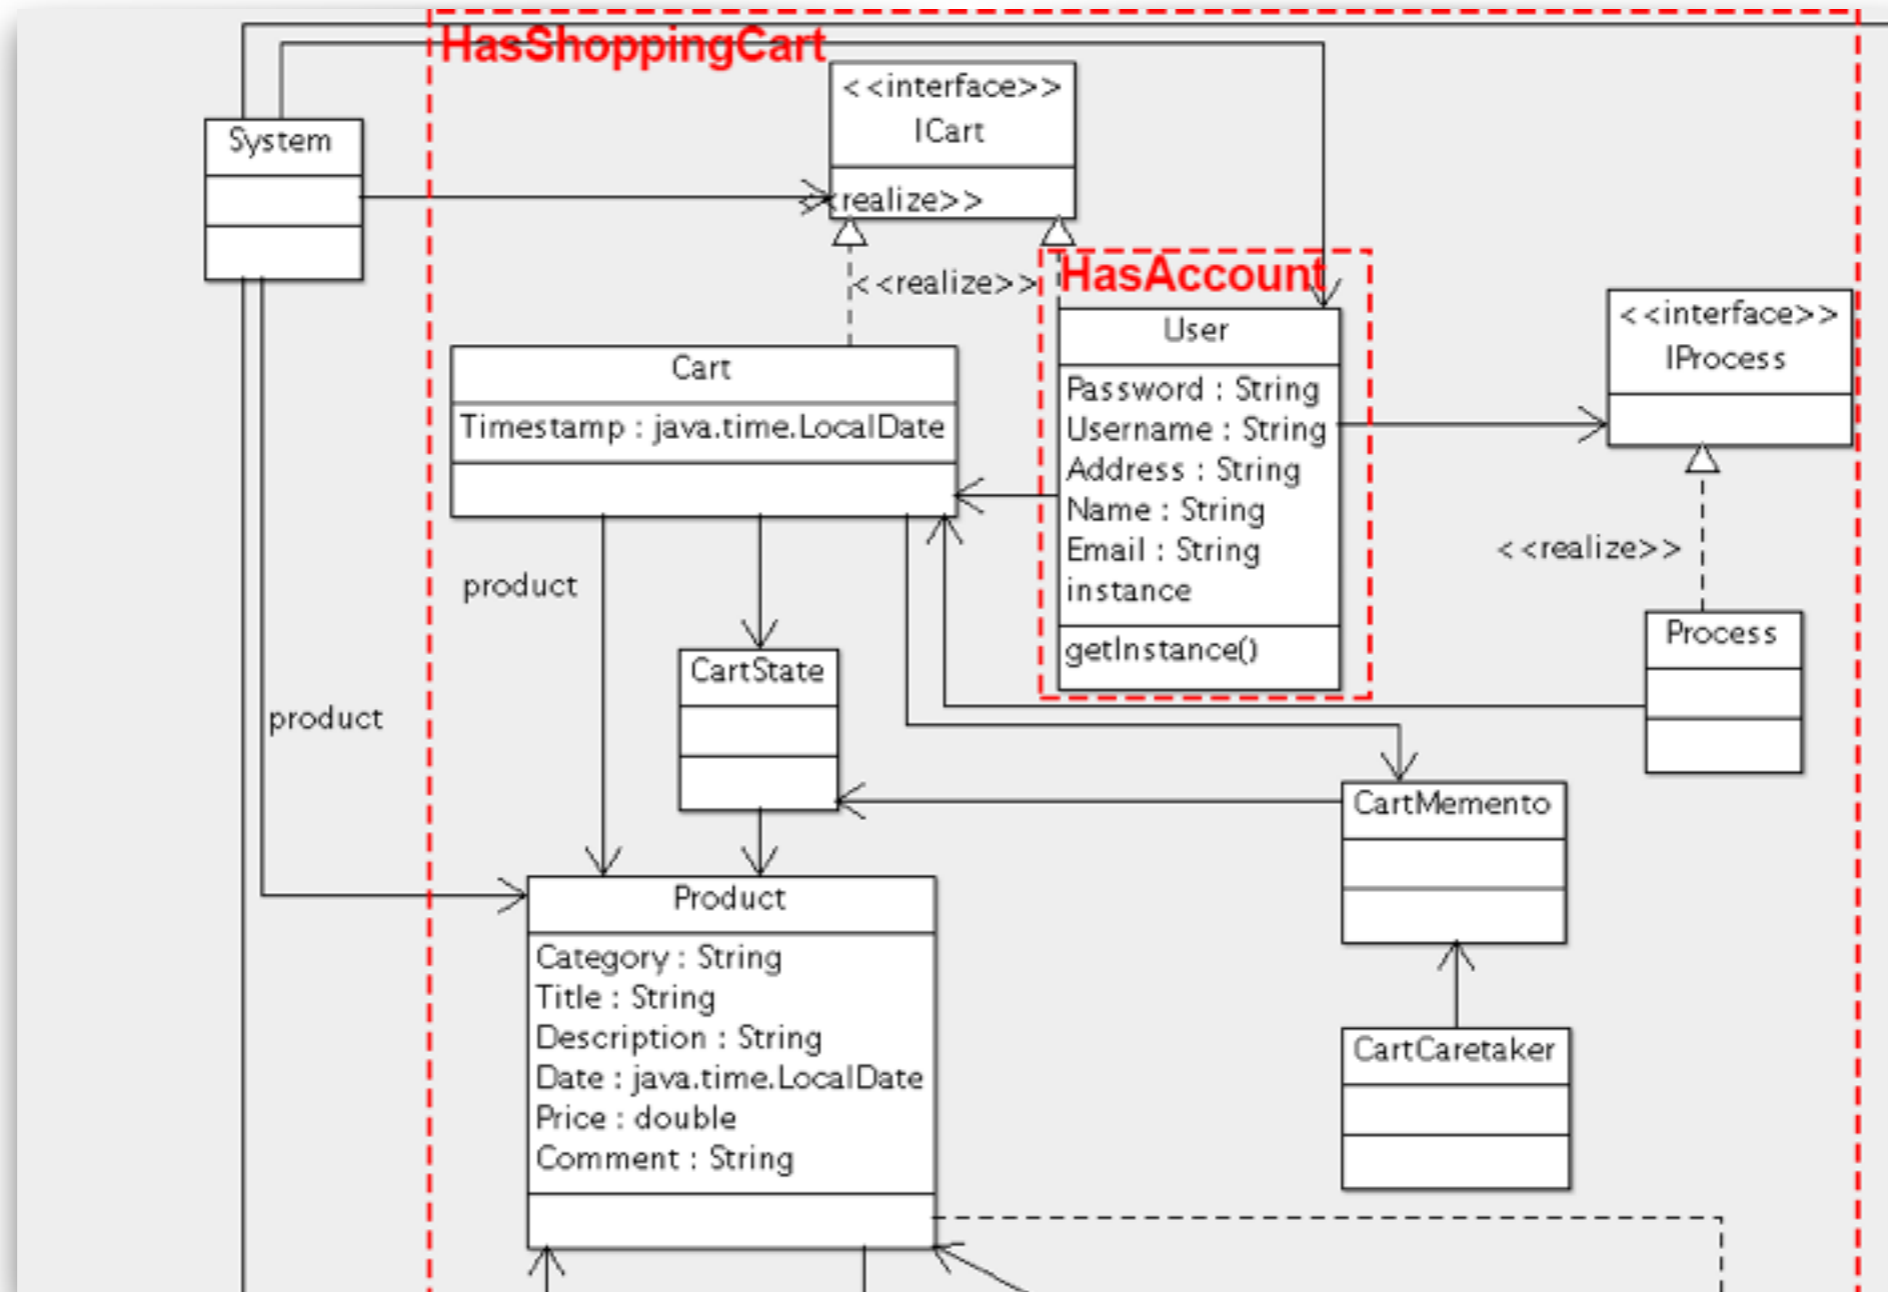 HasShoppingCart
<<interface>>
ICart
System
realize>>
<<realize>>
HasAccount
User
Password : String
Username : String
Address : String
Name : String
Email : String
instance
getInstance()
<<interface>>
IProcess
<<realize>>
Process
Cart
Timestamp : java.time.LocalDate
product
CartState
product
CartMemento
CartCaretaker
Product
Category : String
Title : String
Description : String
Date : java.time.LocalDate
Price : double
Comment : String